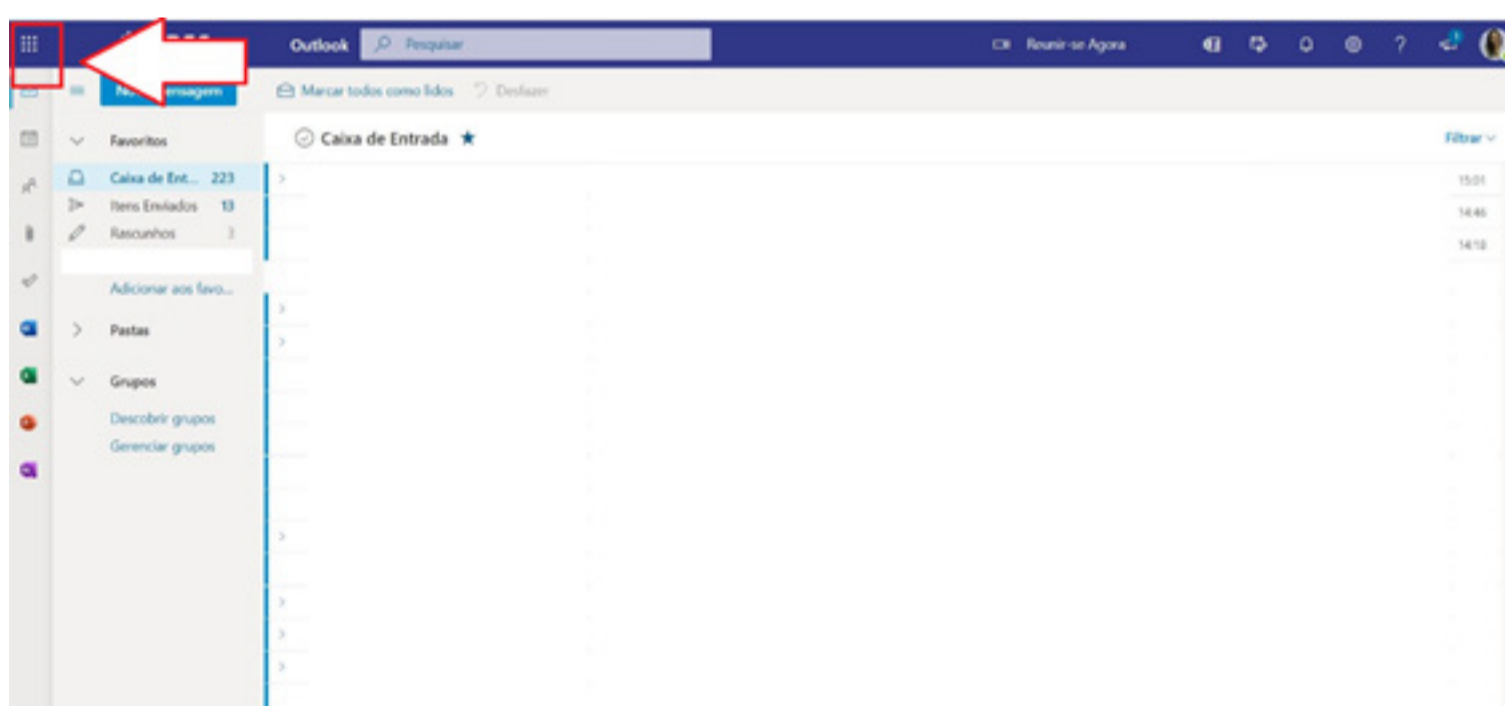 Outlook
Pesquisar
Reunir-se Agora
?
Marcar todos como lidos
Desfazer
Favoritos
Caixa de Entrada
Filtrar
Caixa de Ent... 223
15:01
Itens Enviados 13
14:46
Rascunhos 3
14:18
Adicionar aos favo...
Pastas
Grupos
Descobrir grupos
Gerenciar grupos